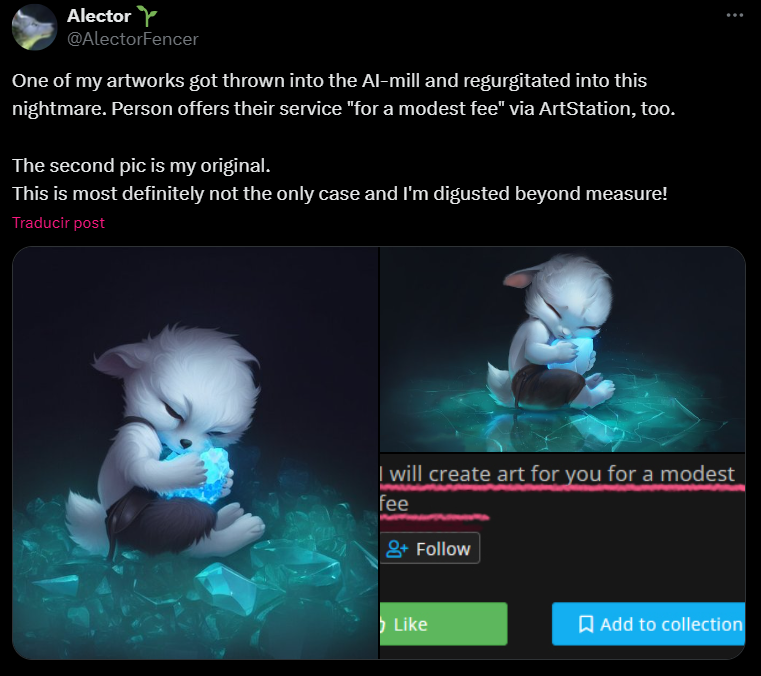 Alector
@AlectorFencer
One of my artworks got thrown into the AI-mill and regurgitated into this
nightmare. Person offers their service "for a modest fee" via ArtStation, too.
The second pic is my original.
This is most definitely not the only case and I'm digusted beyond measure!
Traducir post
I will create art for you for a modest
fee
Follow
Like
Add to collection